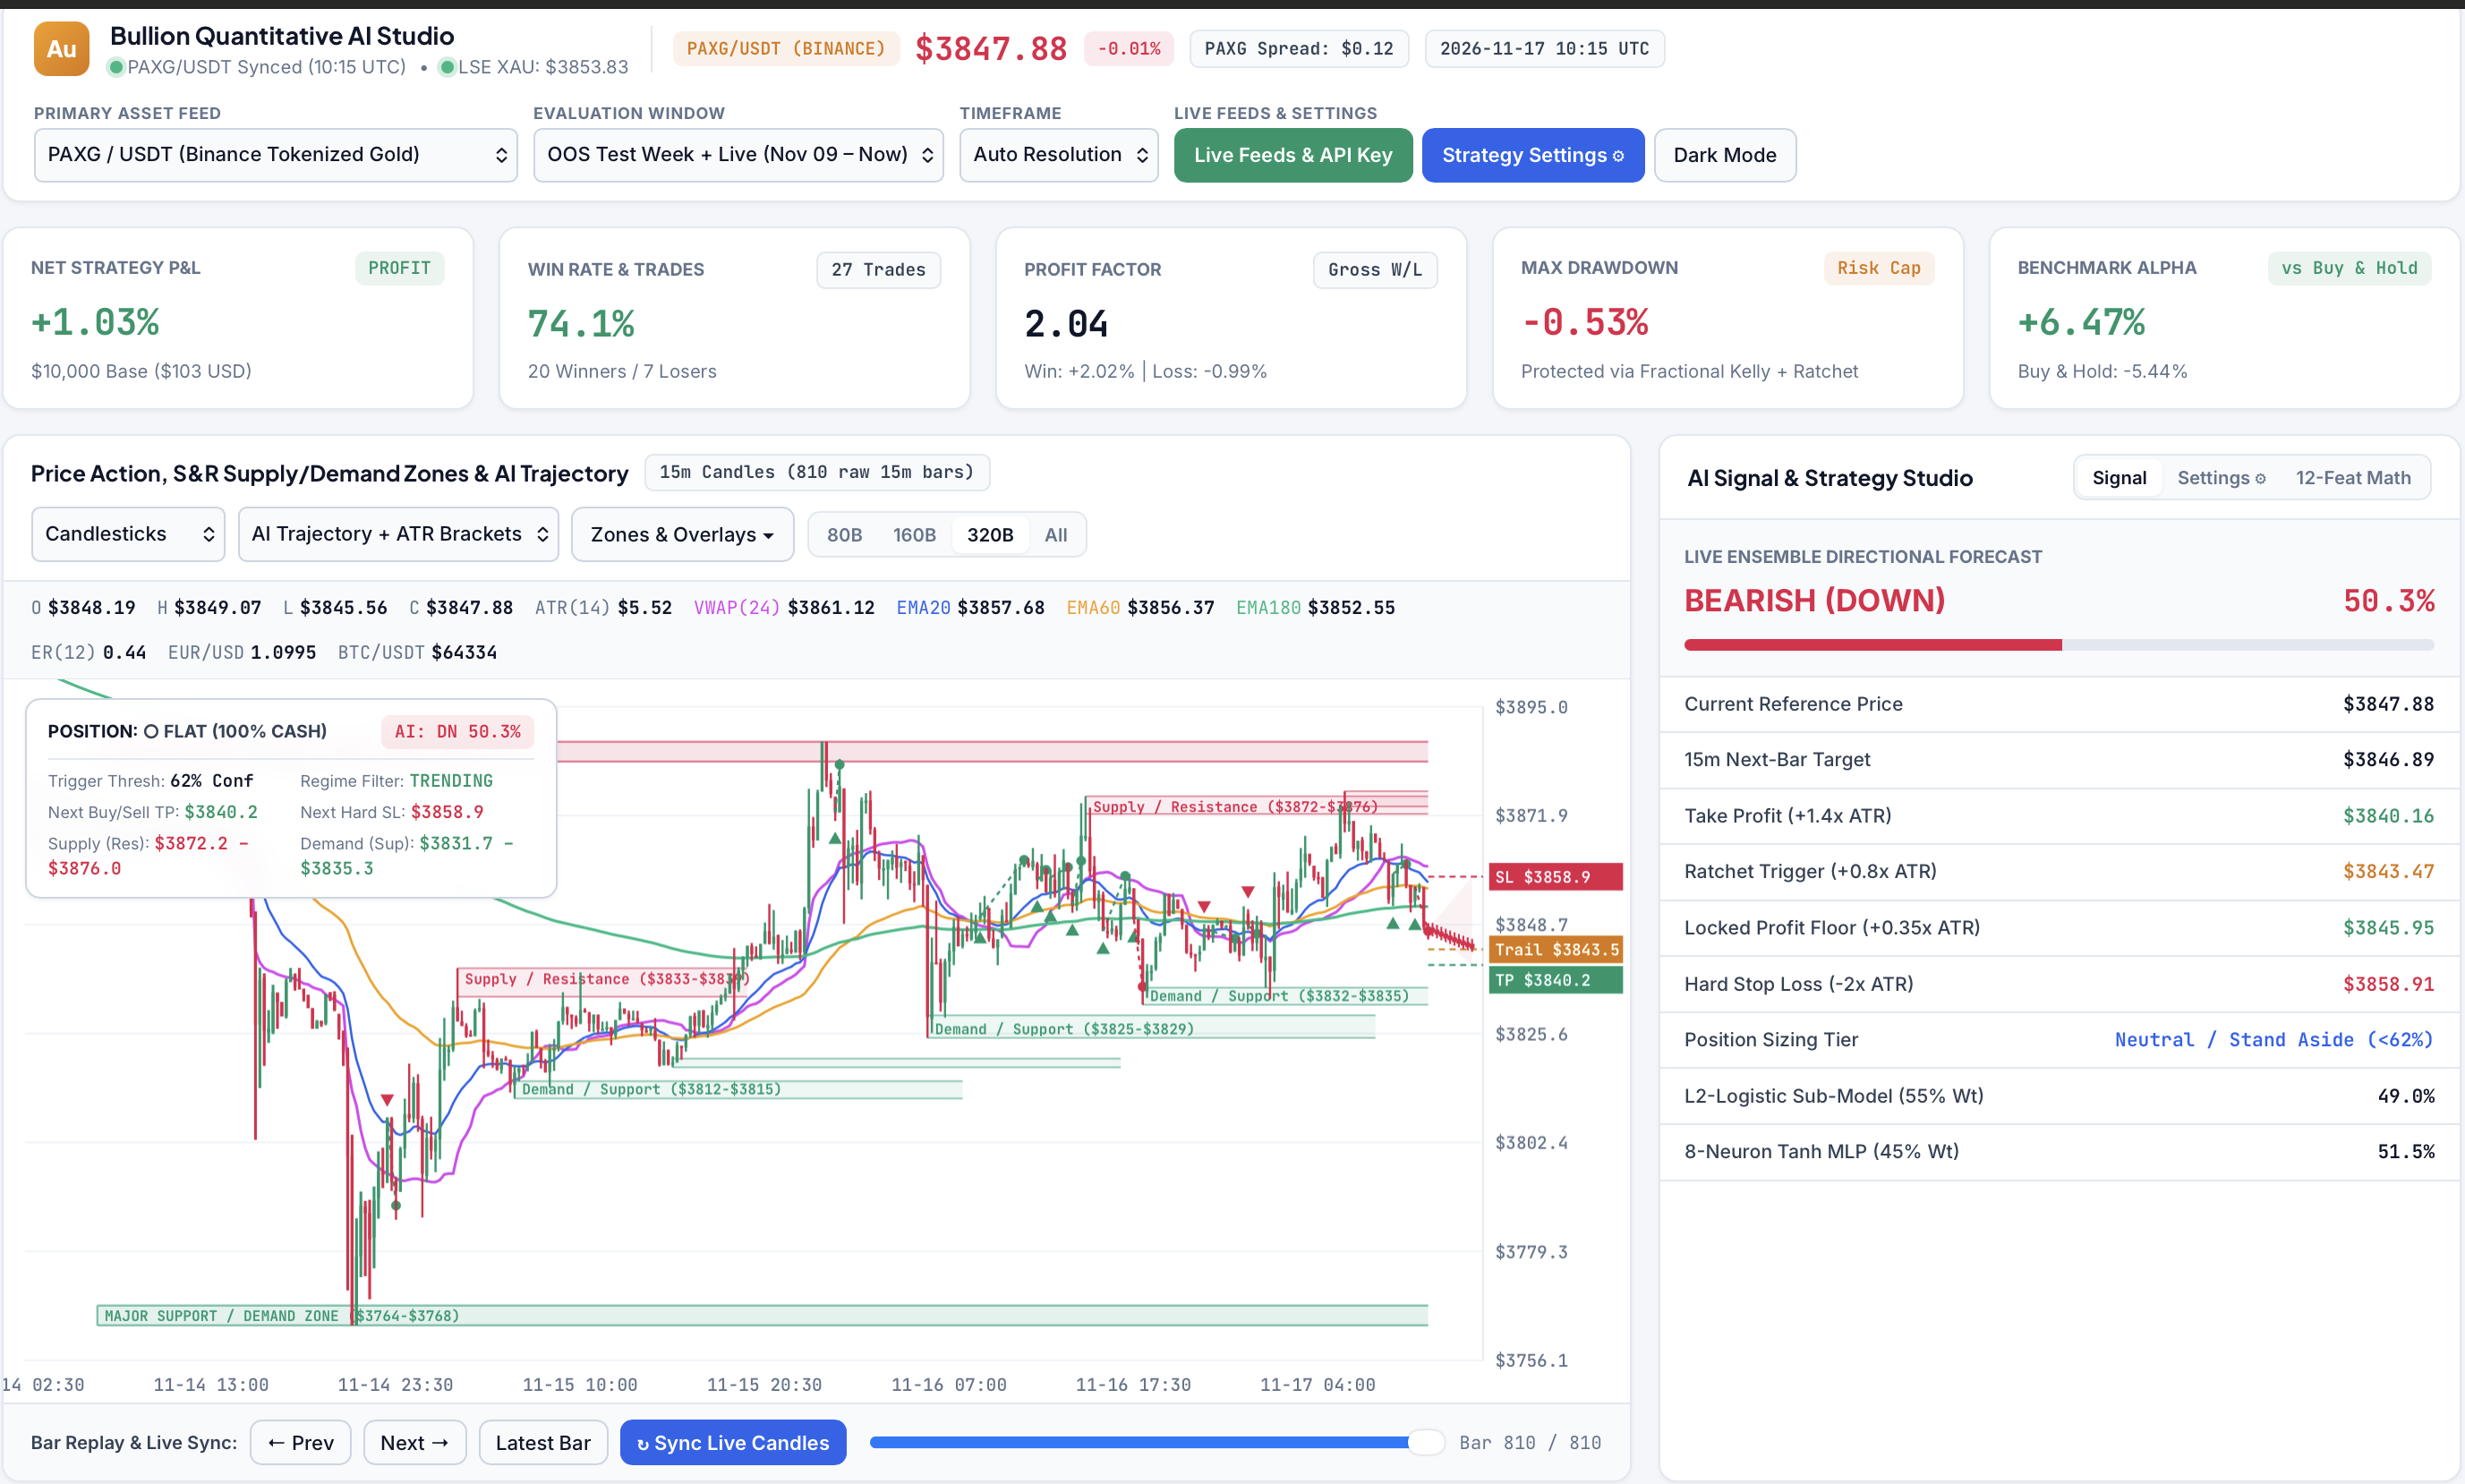 Au
Bullion Quantitative AI Studio
PAXG/USDT Synced (10:15 UTC) • LSE XAU: $3853.83
PAXG/USDT (BINANCE) $3847.88 -0.01% PAXG Spread: $0.12 2026-11-17 10:15 UTC
PRIMARY ASSET FEED
PAXG / USDT (Binance Tokenized Gold)
EVALUATION WINDOW
OOS Test Week + Live (Nov 09 – Now)
TIMEFRAME
Auto Resolution
LIVE FEEDS & SETTINGS
Live Feeds & API Key
Strategy Settings ⚙
Dark Mode
NET STRATEGY P&L
PROFIT
+1.03%
$10,000 Base ($103 USD)
WIN RATE & TRADES
27 Trades
74.1%
20 Winners / 7 Losers
PROFIT FACTOR
Gross W/L
2.04
Win: +2.02% | Loss: -0.99%
MAX DRAWDOWN
Risk Cap
-0.53%
Protected via Fractional Kelly + Ratchet
BENCHMARK ALPHA
vs Buy & Hold
+6.47%
Buy & Hold: -5.44%
Price Action, S&R Supply/Demand Zones & AI Trajectory
15m Candles (810 raw 15m bars)
Candlesticks
AI Trajectory + ATR Brackets
Zones & Overlays
80B 160B 320B All
O $3848.19 H $3849.07 L $3845.56 C $3847.88 ATR(14) $5.52 VWAP(24) $3861.12 EMA20 $3857.68 EMA60 $3856.37 EMA180 $3852.55
ER(12) 0.44 EUR/USD 1.0995 BTC/USDT $64334
POSITION: FLAT (100% CASH)
AI: DN 50.3%
Trigger Thresh: 62% Conf
Regime Filter: TRENDING
Next Buy/Sell TP: $3840.2
Next Hard SL: $3858.9
Supply (Res): $3872.2 –
$3876.0
Demand (Sup): $3831.7 –
$3835.3
Supply / Resistance ($3872-$3876)
Supply / Resistance ($3833-$3839)
Demand / Support ($3832-$3835)
Demand / Support ($3825-$3829)
Demand / Support ($3812-$3815)
MAJOR SUPPORT / DEMAND ZONE ($3764-$3768)
$3895.0
$3871.9
SL $3858.9
$3848.7
Trail $3843.5
TP $3840.2
$3825.6
$3802.4
$3779.3
$3756.1
14 02:30 11-14 13:00 11-14 23:30 11-15 10:00 11-15 20:30 11-16 07:00 11-16 17:30 11-17 04:00
Bar Replay & Live Sync:
← Prev
Next →
Latest Bar
↻ Sync Live Candles
Bar 810 / 810
AI Signal & Strategy Studio
Signal Settings ⚙ 12-Feat Math
LIVE ENSEMBLE DIRECTIONAL FORECAST
BEARISH (DOWN) 50.3%
Current Reference Price $3847.88
15m Next-Bar Target $3846.89
Take Profit (+1.4x ATR) $3840.16
Ratchet Trigger (+0.8x ATR) $3843.47
Locked Profit Floor (+0.35x ATR) $3845.95
Hard Stop Loss (-2x ATR) $3858.91
Position Sizing Tier Neutral / Stand Aside (<62%)
L2-Logistic Sub-Model (55% Wt) 49.0%
8-Neuron Tanh MLP (45% Wt) 51.5%